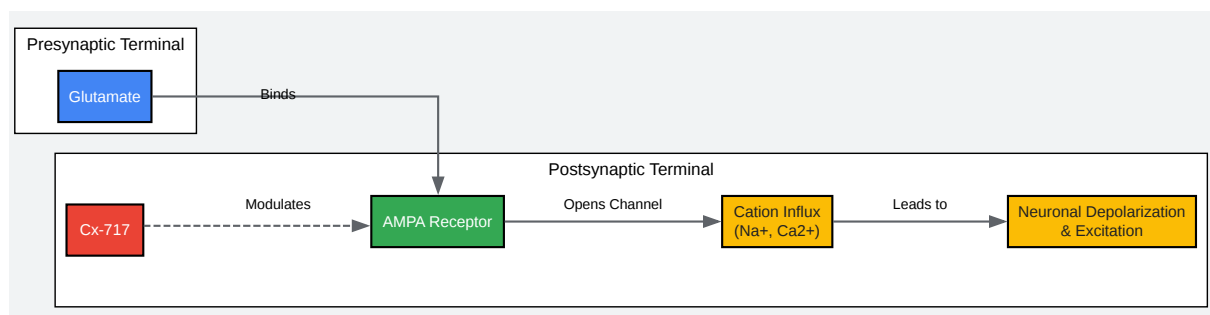 Presynaptic Terminal
Glutamate
Binds
Postsynaptic Terminal
Cx-717
Modulates
AMPA Receptor
Opens Channel
Cation Influx
(Na+, Ca2+)
Leads to
Neuronal Depolarization
& Excitation